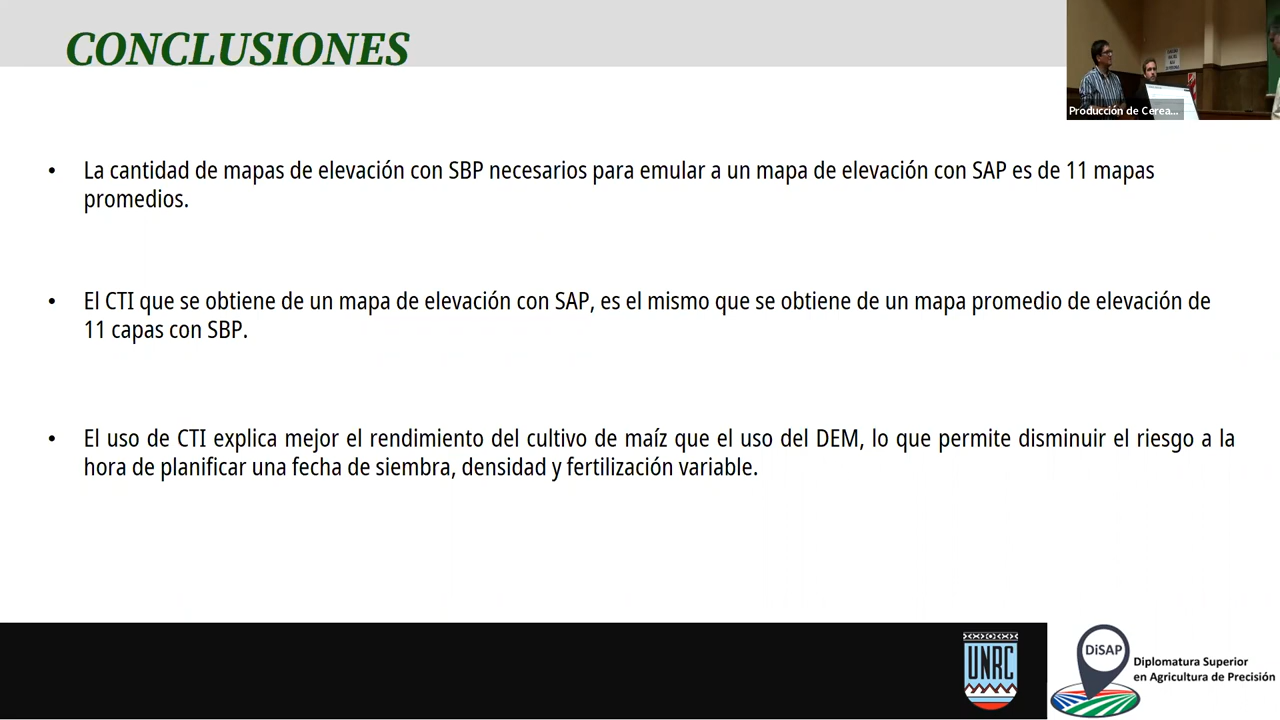 CONCLUSIONES
Producción de Cerea...
• La cantidad de mapas de elevación con SBP necesarios para emular a un mapa de elevación con SAP es de 11 mapas
promedios.
• El CTI que se obtiene de un mapa de elevación con SAP, es el mismo que se obtiene de un mapa promedio de elevación de
11 capas con SBP.
• El uso de CTI explica mejor el rendimiento del cultivo de maíz que el uso del DEM, lo que permite disminuir el riesgo a la
hora de planificar una fecha de siembra, densidad y fertilización variable.
UNRC
DiSAP
Diplomatura Superior
en Agricultura de Precisión